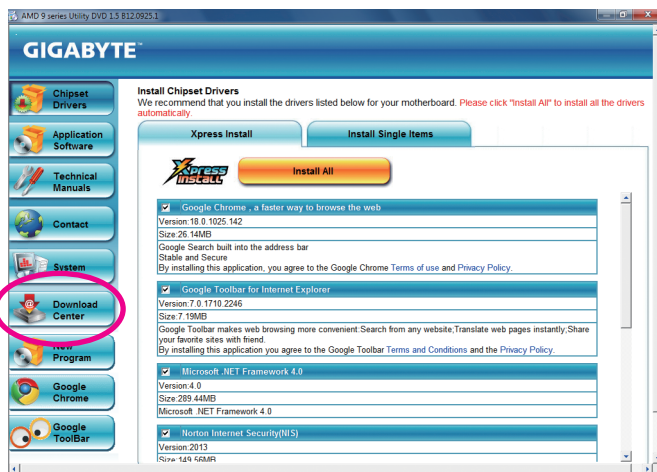 AMD 9 series Utility DVD 1.5 B12.0925.1
GIGABYTE™
Chipset
Drivers
Application
Software
Technical
Manuals
Contact
System
Download
Center
New
Program
Google
Chrome
Google
ToolBar
Install Chipset Drivers
We recommend that you install the drivers listed below for your motherboard. Please click "Install All" to install all the drivers
automatically.
Xpress Install
Install Single Items
Xpress
INSTALL
Install All
Google Chrome , a faster way to browse the web
Version:18.0.1025.142
Size:26.14MB
Google Search built into the address bar
Stable and Secure
By installing this application, you agree to the Google Chrome Terms of use and Privacy Policy.
Google Toolbar for Internet Explorer
Version:7.0.1710.2246
Size:7.19MB
Google Toolbar makes web browsing more convenient:Search from any website;Translate web pages instantly;Share
your favorite sites with friend.
By installing this application you agree to the Google Toolbar Terms and Conditions and the Privacy Policy.
Microsoft .NET Framework 4.0
Version:4.0
Size:289.44MB
Microsoft .NET Framework 4.0
Norton Internet Security(NIS)
Version:2013
Size:149.56MB